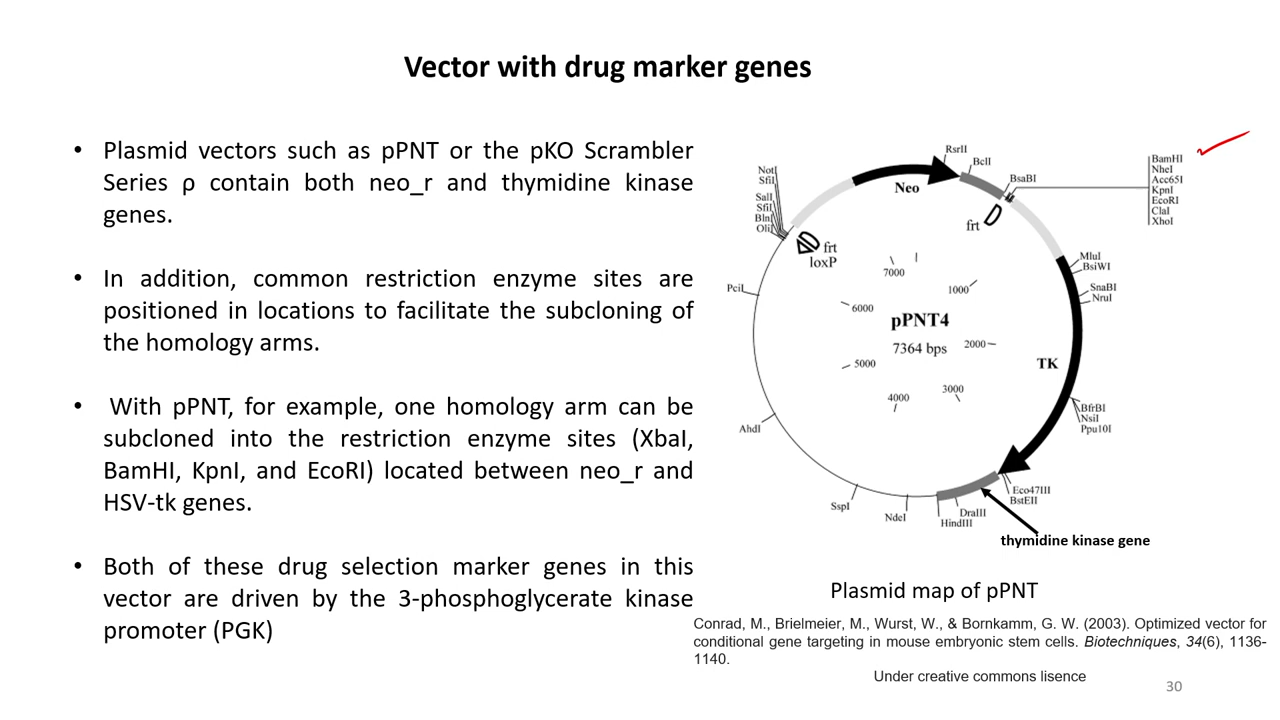 Vector with drug marker genes
• Plasmid vectors such as pPNT or the pKO Scrambler
Series ρ contain both neo_r and thymidine kinase
genes.
• In addition, common restriction enzyme sites are
positioned in locations to facilitate the subcloning of
the homology arms.
• With pPNT, for example, one homology arm can be
subcloned into the restriction enzyme sites (XbaI,
BamHI, KpnI, and EcoRI) located between neo_r and
HSV-tk genes.
• Both of these drug selection marker genes in this
vector are driven by the 3-phosphoglycerate kinase
promoter (PGK)
RsrII
BclI
BsaBI
BamHI
NheI
Acc65I
KpnI
EcoRI
ClaI
XhoI
NotI
SfiI
SalI
SfiI
BlnI
OliI
Neo
frt
frt
loxP
MluI
BsiWI
SnaBI
NruI
PciI
7000
1000
6000
pPNT4
7364 bps
2000
5000
TK
3000
4000
BfrBI
NsiI
Ppu10I
AhdI
Eco47III
BstEII
SspI
NdeI
DraIII
HindIII
thymidine kinase gene
Plasmid map of pPNT
Conrad, M., Brielmeier, M., Wurst, W., & Bornkamm, G. W. (2003). Optimized vector for
conditional gene targeting in mouse embryonic stem cells. Biotechniques, 34(6), 1136-
1140.
Under creative commons lisence
30